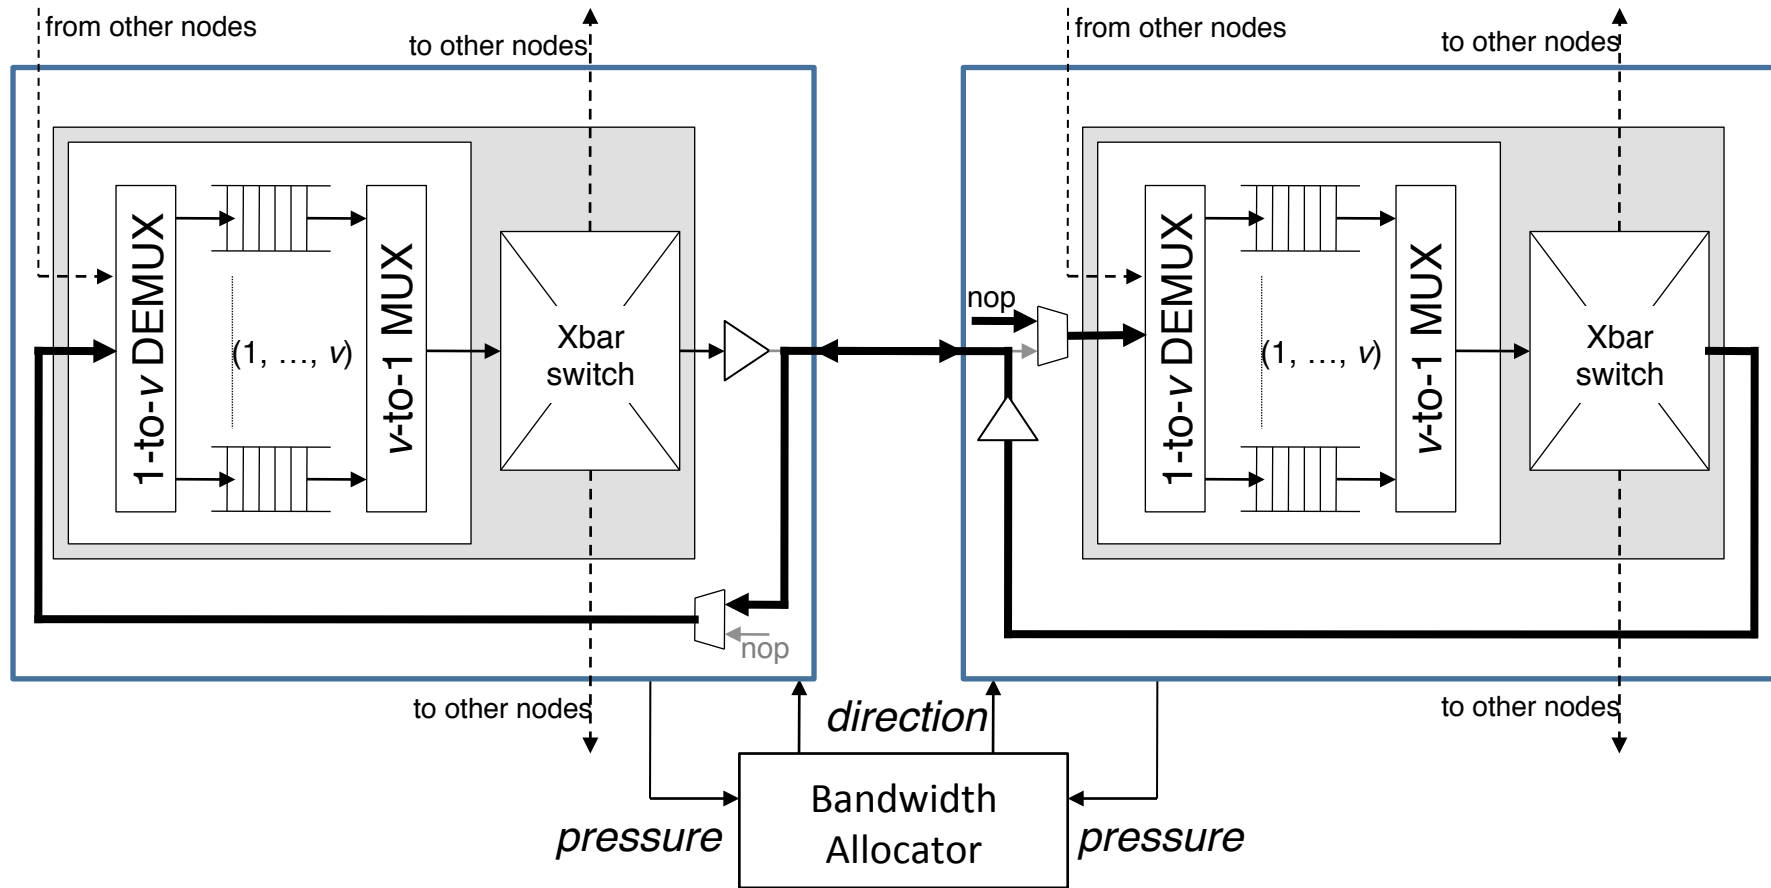 from other nodes
to other nodes
from other nodes
to other nodes
1-to-v DEMUX
(1, …, v)
v-to-1 MUX
Xbar
switch
nop
1-to-v DEMUX
(1, …, v)
v-to-1 MUX
Xbar
switch
nop
to other nodes
direction
to other nodes
pressure
Bandwidth
Allocator
pressure